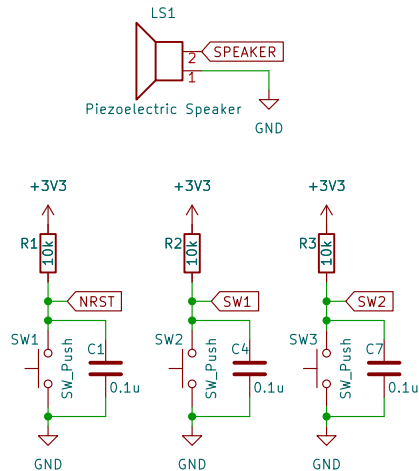 LS1
SPEAKER
2
1
Piezoelectric Speaker
GND
+3V3 +3V3 +3V3
R1 10k R2 10k R3 10k
NRST SW1 SW2
SW1 SW_Push C1 SW2 SW_Push C4 SW3 SW_Push C7
0.1u 0.1u 0.1u
GND GND GND